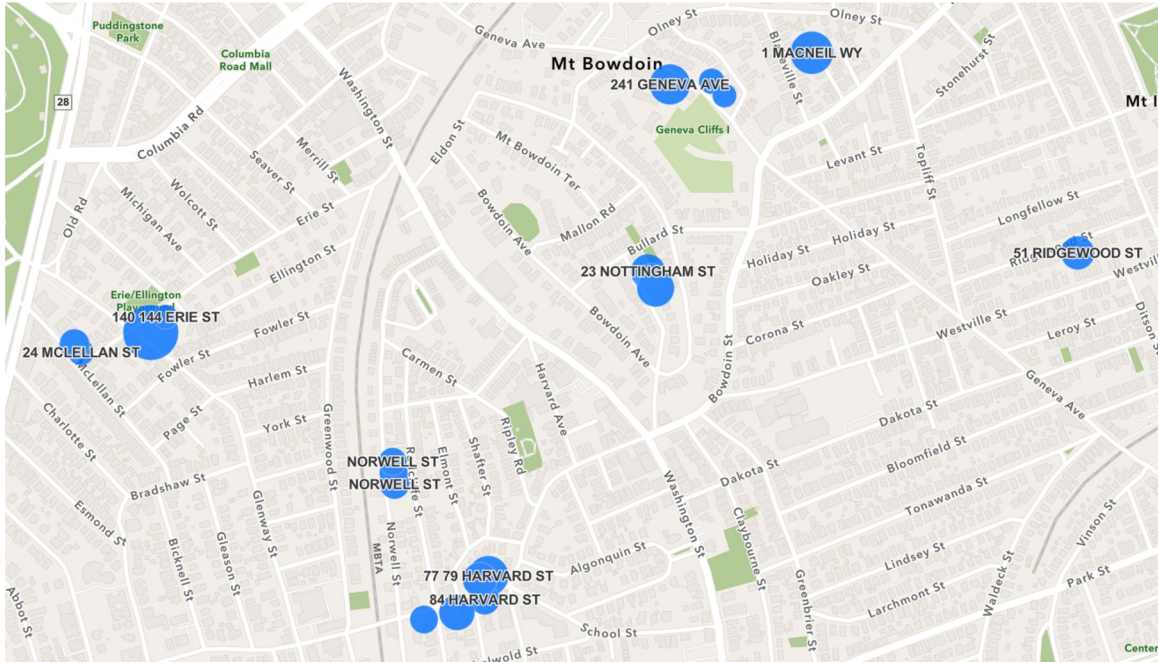 Puddingstone
Park
Columbia
Road Mall
Geneva Ave
Olney St
Olney St
Mt Bowdoin
1 MACNEIL WY
241 GENEVA AVE
Stonehurst St
28
Washington St
Columbia Rd
Geneva Cliffs I
Eldon St
Mt Bowdoin Ter
Levant St
Topliff St
Merrill St
Seaver St
Wolcott St
Michigan Ave
Old Rd
Erie St
Ellington St
Bowdoin Ave
Mallon Rd
Bullard St
Longfellow St
Holiday St
Holiday St
Oakley St
51 RIDGEWOOD ST
23 NOTTINGHAM ST
Erie/Ellington
140 144 ERIE ST
24 MCLELLAN ST
McLellan St
Fowler St
Fowler St
Bowdoin Ave
Corona St
Westville St
Leroy St
Bowdoin St
Carmen St
Harlem St
Harvard Ave
Geneva Ave
Page St
Charlotte St
York St
Greenwood St
Ripley Rd
Shafter St
Elmont St
Dakota St
Dakota St
Bloomfield St
NORWELL ST
NORWELL ST
Bradshaw St
Glenway St
Esmond St
Washington St
Claybourne St
Tonawanda St
Vinson St
Norwell St
MBTA
Gleason St
Bicknell St
Algonquin St
Greenbrier St
Lindsey St
Waldeck St
Park St
77 79 HARVARD ST
84 HARVARD ST
Larchmont St
Abbot St
School St